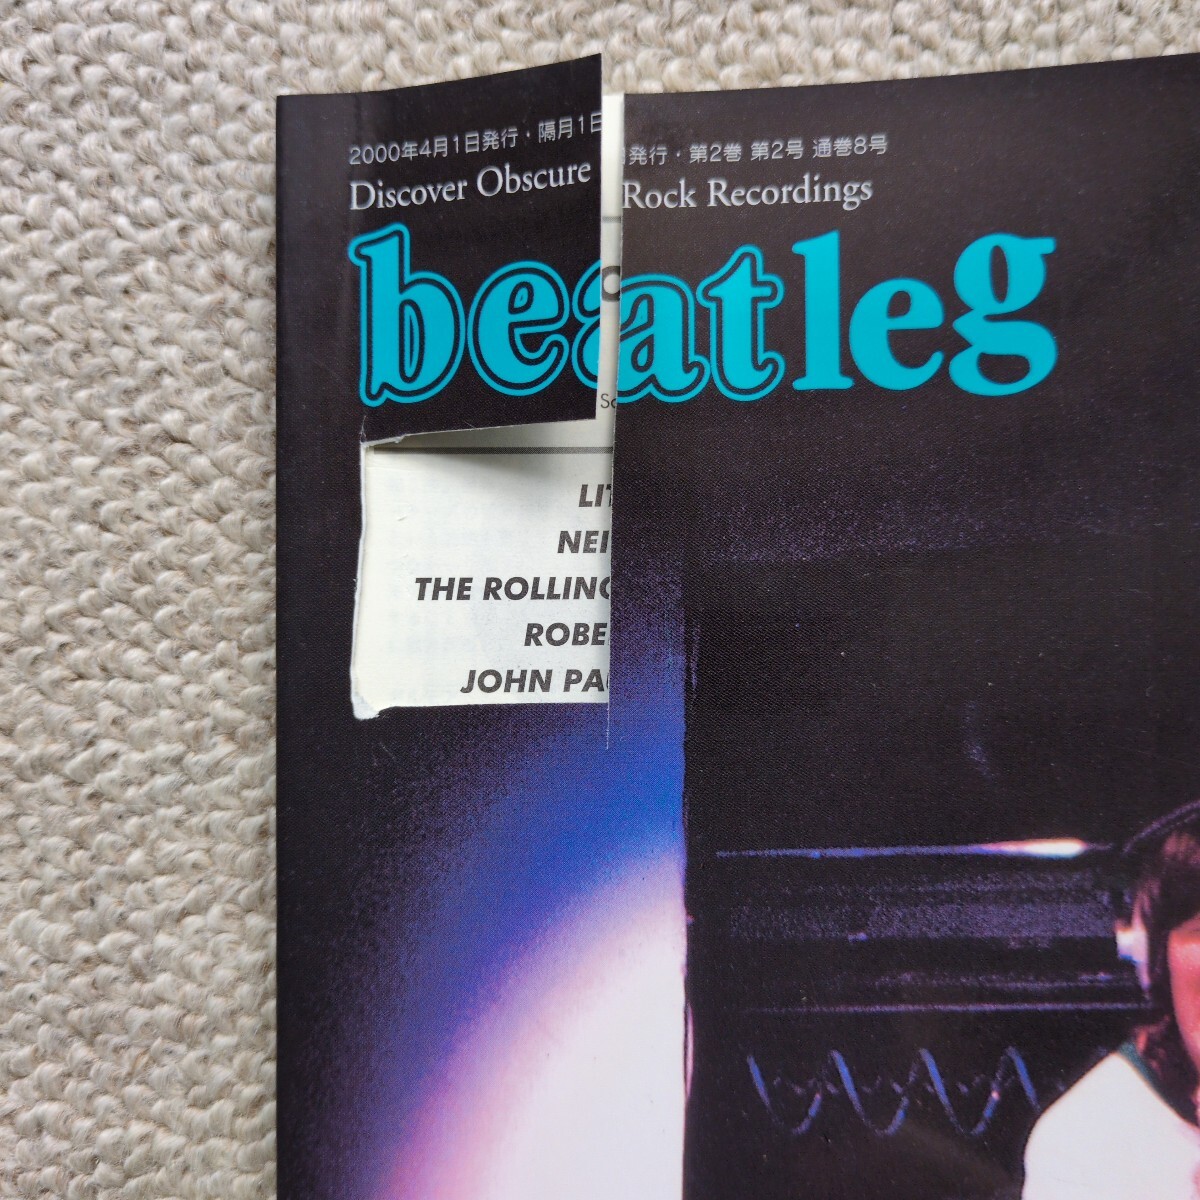 2000年4月1日発行・隔月1日発行・第2巻 第2号 通巻8号
Discover Obscure Rock Recordings
beatleg
LIT
NEI
THE ROLLING
ROBE
JOHN PAU